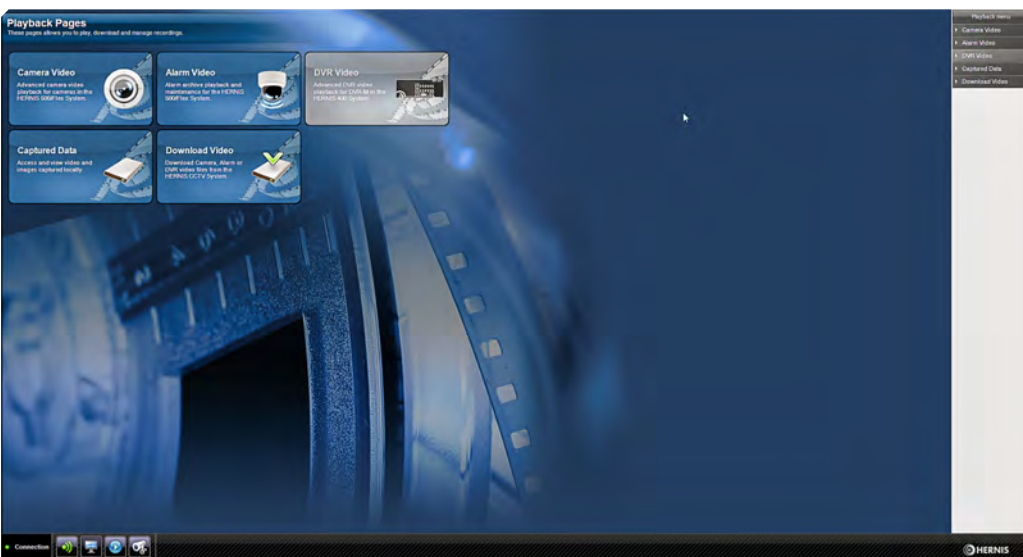 Playback Pages
These pages allows you to play, download and manage recordings.
Camera Video
Advanced camera video
playback for cameras in the
HERNIS 500/Flex System.
Alarm Video
Alarm archive playback and
maintenance for the HERNIS
500/Flex System.
DVR Video
Advanced DVR video
playback for DVR-M in the
HERNIS 400 System.
Captured Data
Access and view video and
images captured locally.
Download Video
Download Camera, Alarm or
DVR video files from the
HERNIS CCTV System.
Playback menu
Camera Video
Alarm Video
DVR Video
Captured Data
Download Video
Connection
HERNIS